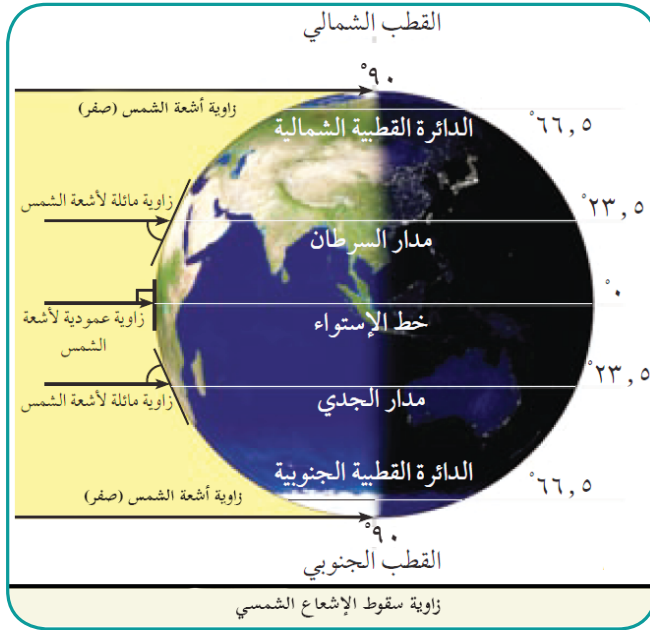 القطب الشمالي
°٩٠
زاوية أشعة الشمس (صفر)
الدائرة القطبية الشمالية
°٦٦,٥
زاوية مائلة لأشعة الشمس
مدار السرطان
°٢٣,٥
خط الإستواء
°٠
زاوية عمودية لأشعة
الشمس
مدار الجدي
°٢٣,٥
زاوية مائلة لأشعة الشمس
الدائرة القطبية الجنوبية
°٦٦,٥
زاوية أشعة الشمس (صفر)
°٩٠
القطب الجنوبي
زاوية سقوط الإشعاع الشمسي